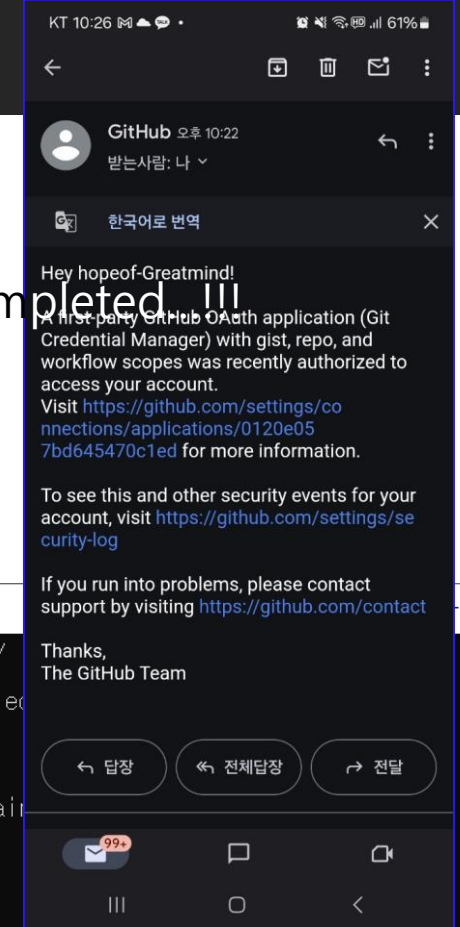 KT 10:26
61%
GitHub 오후 10:22
받는사람: 나
한국어로 번역
Hey hopeof-Greatmind!
mpleted...!!!
A first-party GitHub OAuth application (Git
Credential Manager) with gist, repo, and
workflow scopes was recently authorized to
access your account.
Visit https://github.com/settings/co
nnections/applications/0120e05
7bd645470c1ed for more information.
To see this and other security events for your
account, visit https://github.com/settings/se
curity-log
If you run into problems, please contact
support by visiting https://github.com/contact
Thanks,
The GitHub Team
답장
전체답장
전달
99+